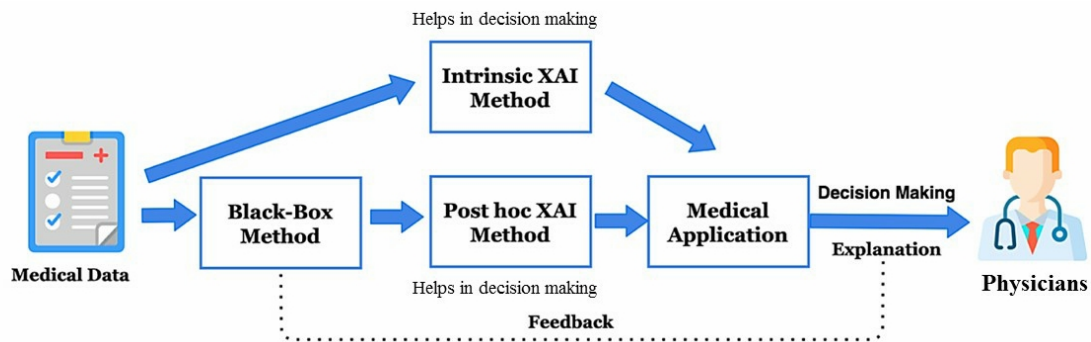 Helps in decision making
Intrinsic XAI
Method
Medical Data
Black-Box
Method
Post hoc XAI
Method
Helps in decision making
Medical
Application
Decision Making
Explanation
Physicians
Feedback